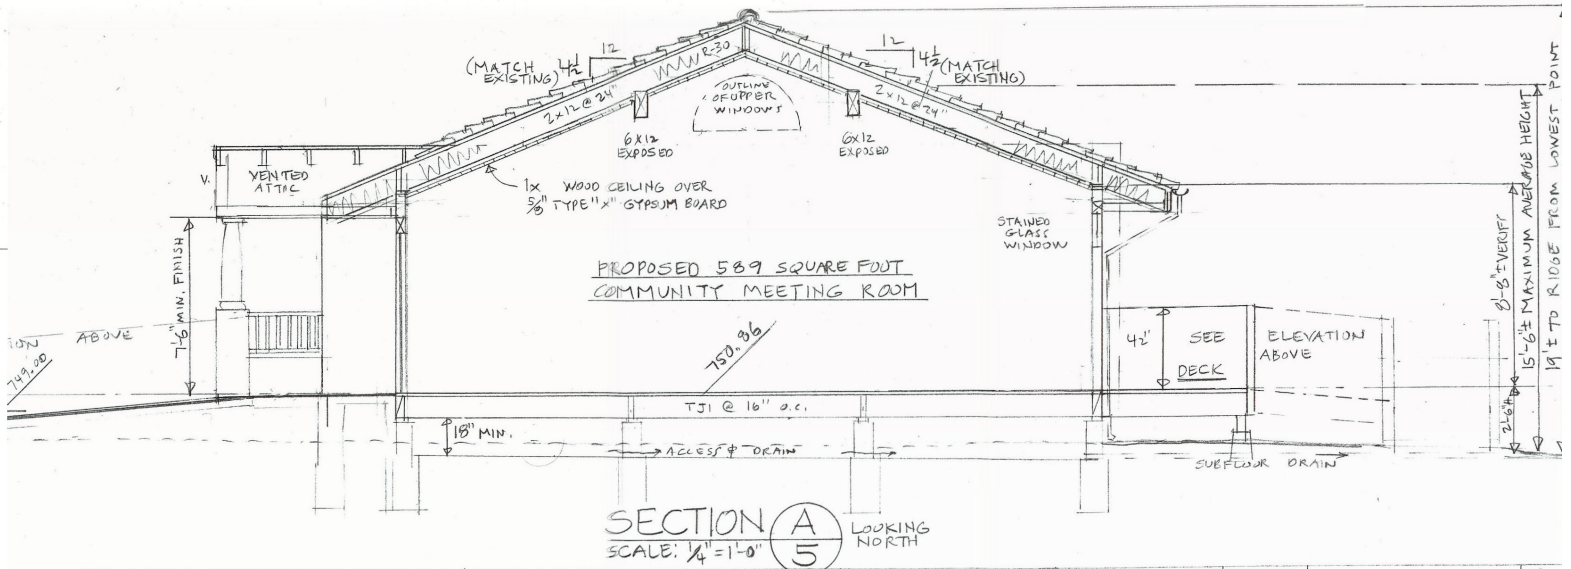 12
4½
(MATCH
EXISTING)
R-30
2x12 @ 24"
12
4½
(MATCH
EXISTING)
2x12 @ 24"
OUTLINE
OF UPPER
WINDOWS
6x12
EXPOSED
6x12
EXPOSED
V.
VENTED
ATTIC
1x WOOD CEILING OVER
5/8" TYPE "X" GYPSUM BOARD
STAINED
GLASS
WINDOW
PROPOSED 589 SQUARE FOOT
COMMUNITY MEETING ROOM
750.86
7'-6" MIN. FINISH
ION ABOVE
749.00
42"
SEE
DECK
ELEVATION
ABOVE
8'-8"± VERIFY
2'-6"±
15'-6"± MAXIMUM AVERAGE HEIGHT
19'± TO RIDGE FROM LOWEST POINT
TJI @ 16" o.c.
18" MIN.
ACCESS & DRAIN
SUBFLOOR DRAIN
SECTION
SCALE: ¼"=1'-0"
A
5
LOOKING
NORTH